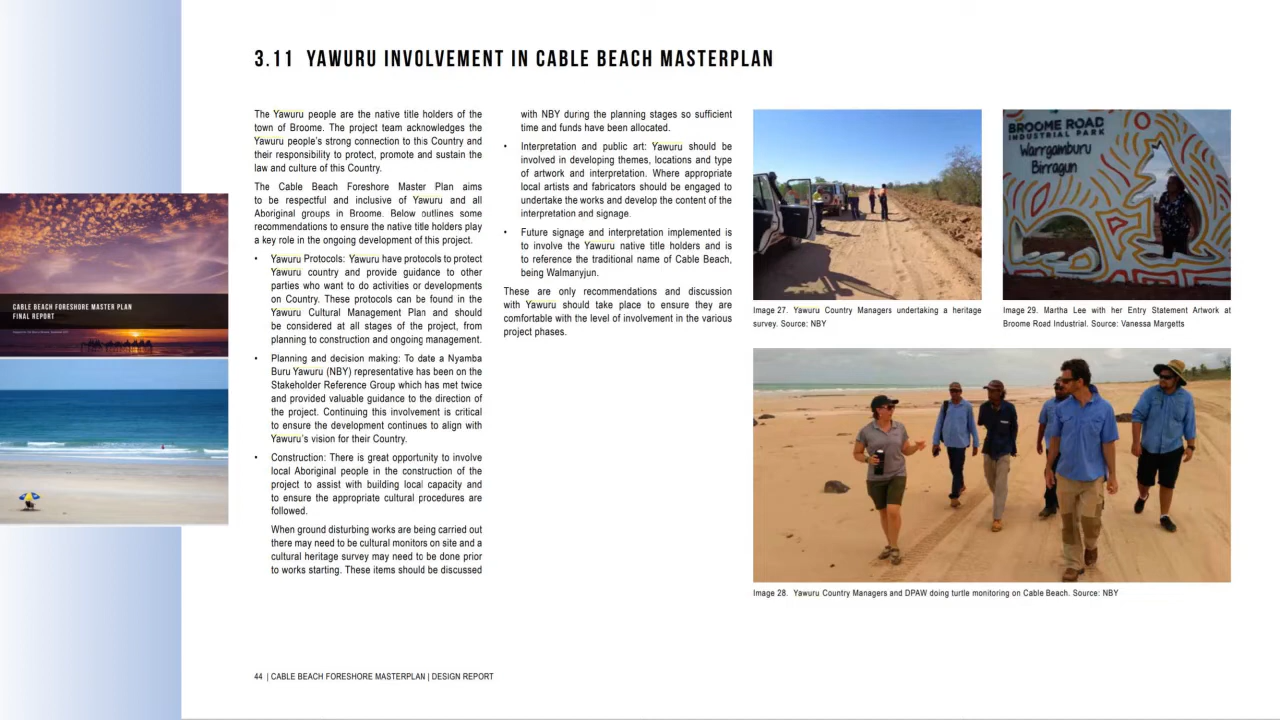 3.11 YAWURU INVOLVEMENT IN CABLE BEACH MASTERPLAN
The Yawuru people are the native title holders of the
town of Broome. The project team acknowledges the
Yawuru people's strong connection to this Country and
their responsibility to protect, promote and sustain the
law and culture of this Country.
The Cable Beach Foreshore Master Plan aims
to be respectful and inclusive of Yawuru and all
Aboriginal groups in Broome. Below outlines some
recommendations to ensure the native title holders play
a key role in the ongoing development of this project.
• Yawuru Protocols: Yawuru have protocols to protect
Yawuru country and provide guidance to other
parties who want to do activities or developments
on Country. These protocols can be found in the
Yawuru Cultural Management Plan and should
be considered at all stages of the project, from
planning to construction and ongoing management.
• Planning and decision making: To date a Nyamba
Buru Yawuru (NBY) representative has been on the
Stakeholder Reference Group which has met twice
and provided valuable guidance to the direction of
the project. Continuing this involvement is critical
to ensure the development continues to align with
Yawuru's vision for their Country.
• Construction: There is great opportunity to involve
local Aboriginal people in the construction of the
project to assist with building local capacity and
to ensure the appropriate cultural procedures are
followed.
When ground disturbing works are being carried out
there may need to be cultural monitors on site and a
cultural heritage survey may need to be done prior
to works starting. These items should be discussed
with NBY during the planning stages so sufficient
time and funds have been allocated.
• Interpretation and public art: Yawuru should be
involved in developing themes, locations and type
of artwork and interpretation. Where appropriate
local artists and fabricators should be engaged to
undertake the works and develop the content of the
interpretation and signage.
• Future signage and interpretation implemented is
to involve the Yawuru native title holders and is
to reference the traditional name of Cable Beach,
being Walmanyjun.
These are only recommendations and discussion
with Yawuru should take place to ensure they are
comfortable with the level of involvement in the various
project phases.
BROOME ROAD
INDUSTRIAL PARK
Warrgamburu
Birragun
Image 27. Yawuru Country Managers undertaking a heritage
survey. Source: NBY
Image 29. Martha Lee with her Entry Statement Artwork at
Broome Road Industrial. Source: Vanessa Margetts
Image 28. Yawuru Country Managers and DPAW doing turtle monitoring on Cable Beach. Source: NBY
CABLE BEACH FORESHORE MASTER PLAN
FINAL REPORT
44 | CABLE BEACH FORESHORE MASTERPLAN | DESIGN REPORT